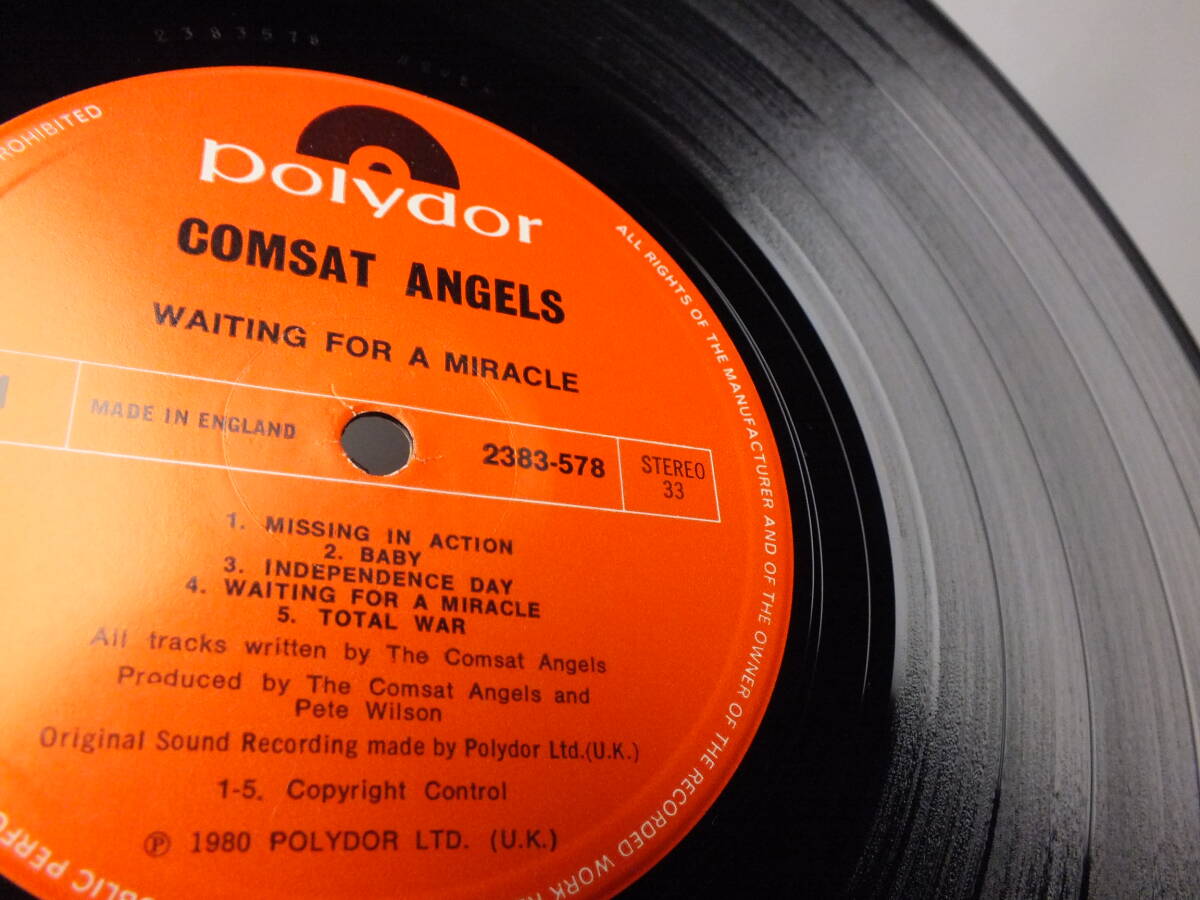 2383578
polydor
COMSAT ANGELS
WAITING FOR A MIRACLE
MADE IN ENGLAND
2383-578
STEREO
33
1. MISSING IN ACTION
2. BABY
3. INDEPENDENCE DAY
4. WAITING FOR A MIRACLE
5. TOTAL WAR
All tracks written by The Comsat Angels
Produced by The Comsat Angels and
Pete Wilson
Original Sound Recording made by Polydor Ltd.(U.K.)
1-5. Copyright Control
℗ 1980 POLYDOR LTD. (U.K.)
ALL RIGHTS OF THE MANUFACTURER AND OF THE OWNER OF THE RECORDED WORK